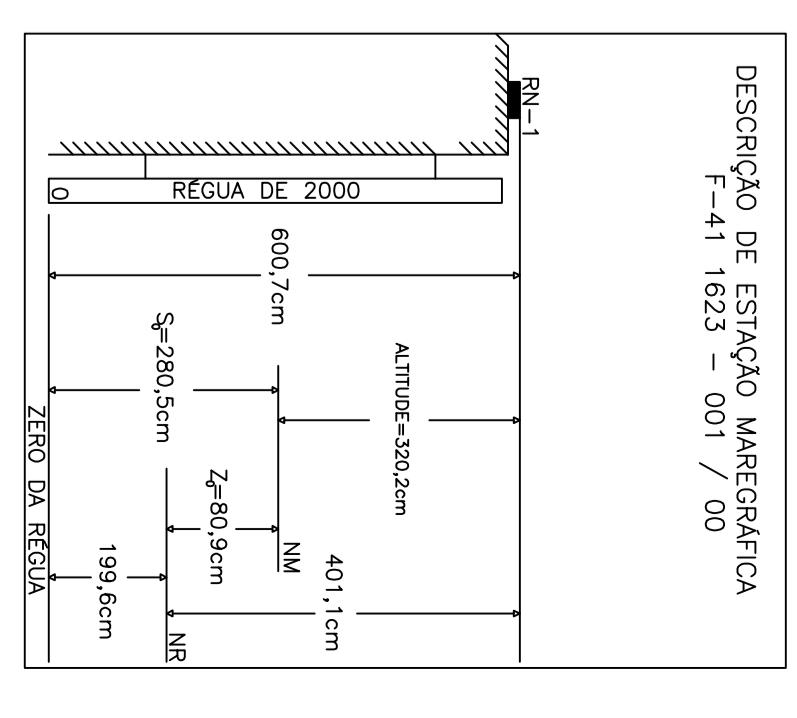 DESCRIÇÃO DE ESTAÇÃO MAREGRÁFICA
F-41 1623 - 001 / 00
RN-1
RÉGUA DE 2000
O
600,7cm
ALTITUDE=320,2cm
S₀=280,5cm
401,1cm
NM
Z₀=80,9cm
NR
199,6cm
ZERO DA RÉGUA